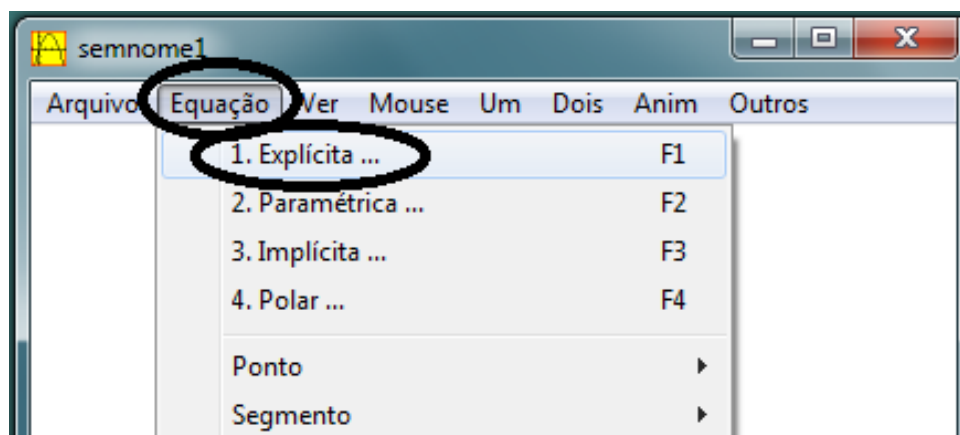 semnome1
Arquivo Equação Ver Mouse Um Dois Anim Outros
1. Explícita ... F1
2. Paramétrica ... F2
3. Implícita ... F3
4. Polar ... F4
Ponto
Segmento